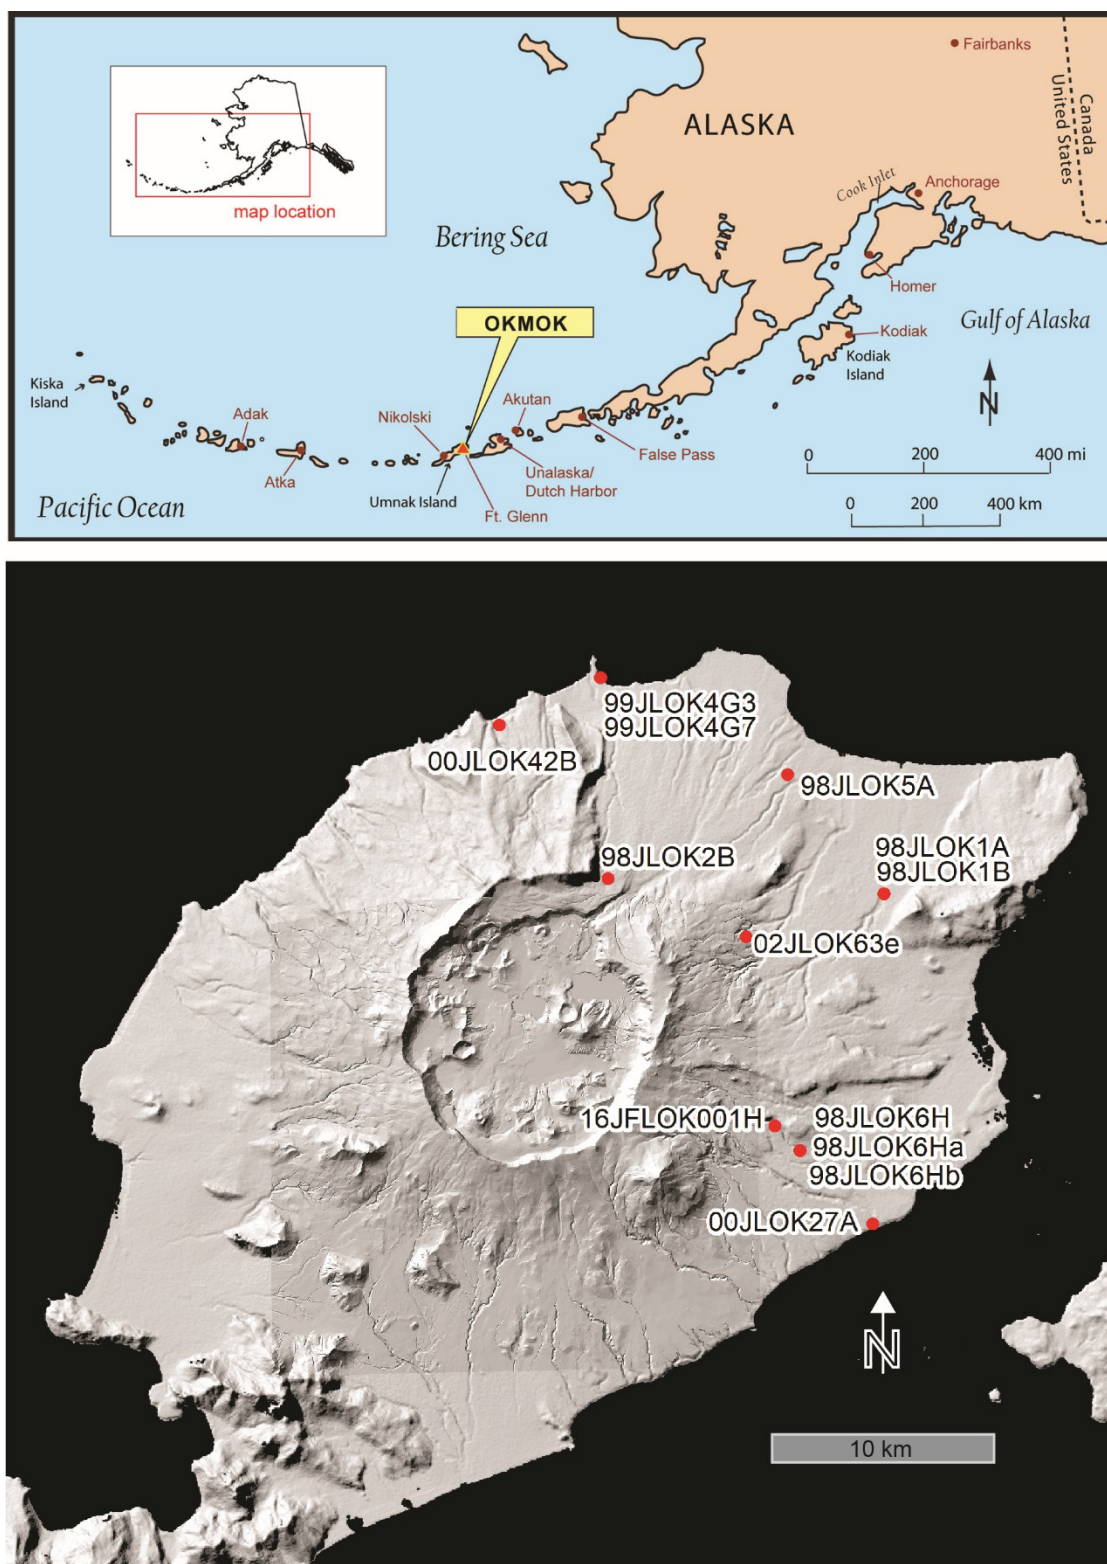 Fairbanks
ALASKA
Canada
United States
map location
Cook Inlet
Anchorage
Bering Sea
Homer
OKMOK
Gulf of Alaska
Kodiak
Kodiak
Island
N
Kiska
Island
Adak
Nikolski
Akutan
False Pass
0 200 400 mi
Atka
Unalaska/
Dutch Harbor
Umnak Island
Pacific Ocean
Ft. Glenn
0 200 400 km
99JLOK4G3
99JLOK4G7
00JLOK42B
98JLOK5A
98JLOK2B
98JLOK1A
98JLOK1B
02JLOK63e
16JFLOK001H
98JLOK6H
98JLOK6Ha
98JLOK6Hb
00JLOK27A
N
10 km